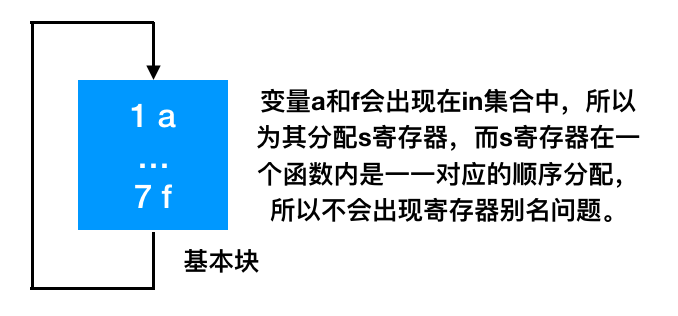 1 a
...
7 f
变量a和f会出现在in集合中，所以
为其分配s寄存器，而s寄存器在一
个函数内是一一对应的顺序分配，
所以不会出现寄存器别名问题。
基本块